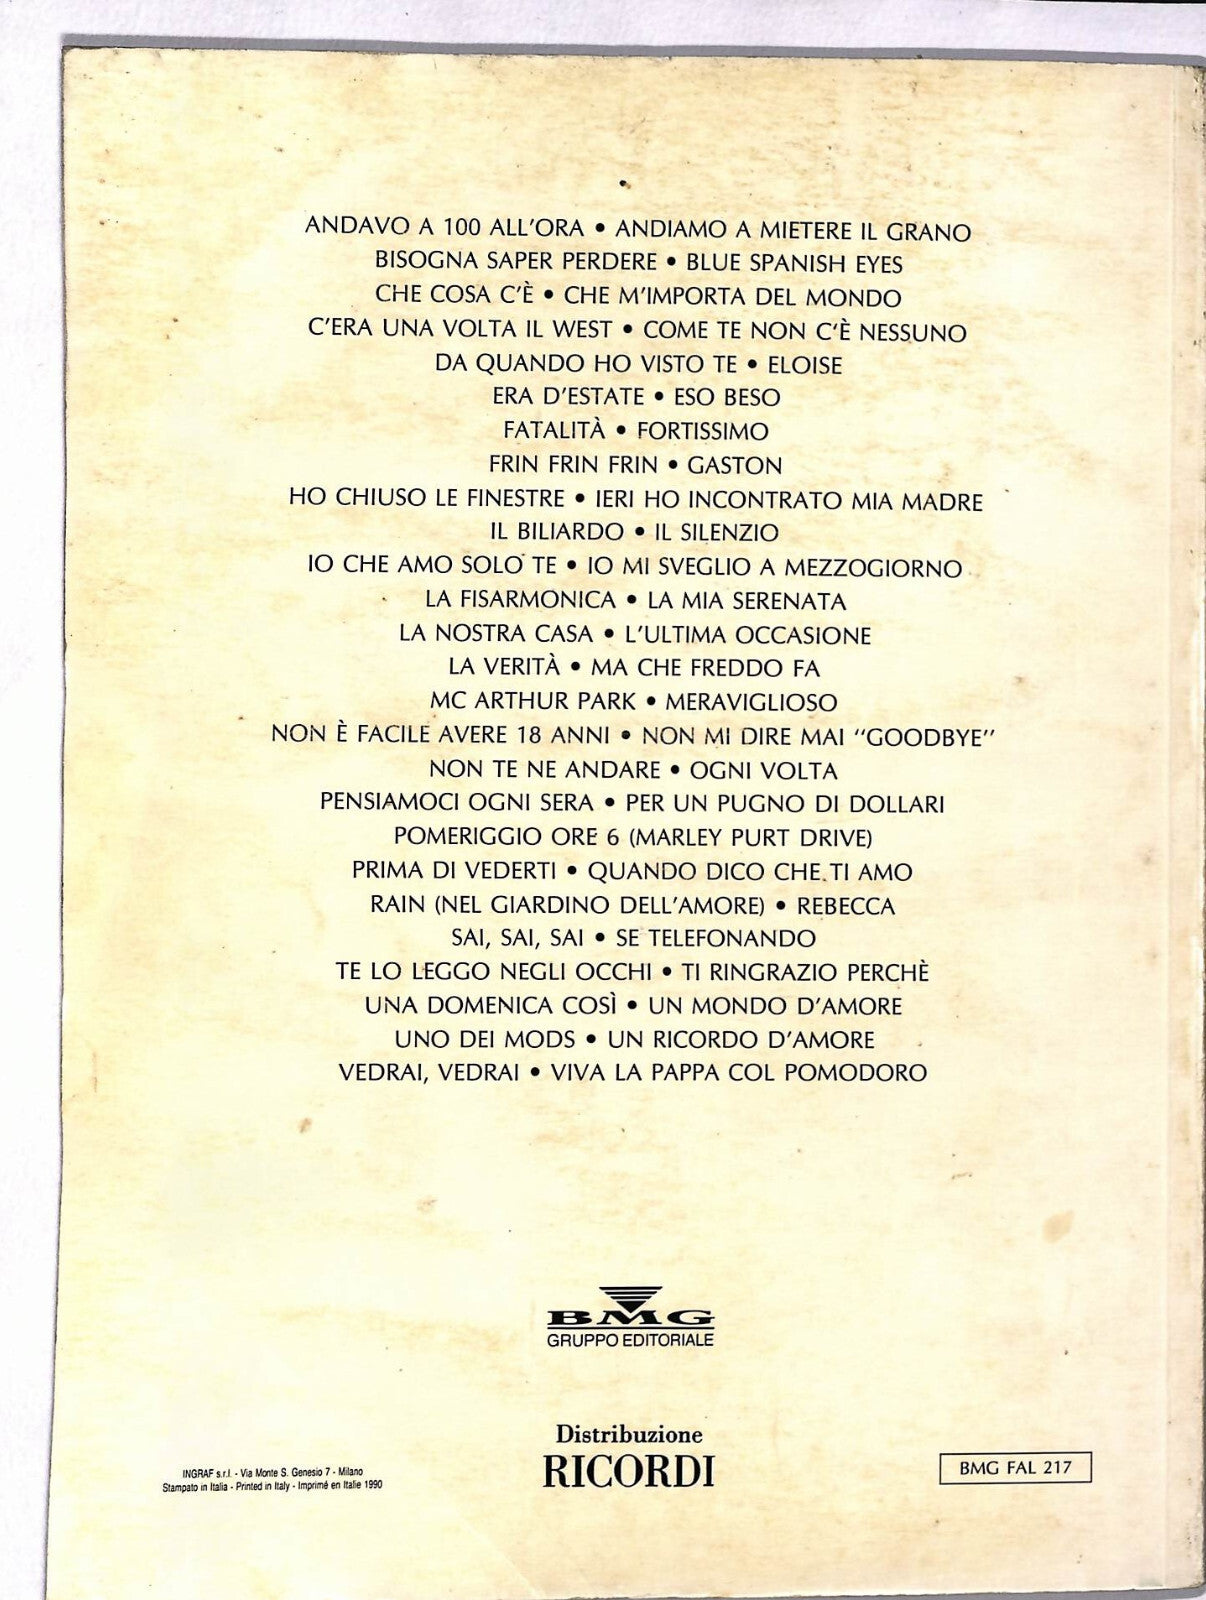 ANDAVO A 100 ALL'ORA • ANDIAMO A MIETERE IL GRANO
BISOGNA SAPER PERDERE • BLUE SPANISH EYES
CHE COSA C'È • CHE M'IMPORTA DEL MONDO
C'ERA UNA VOLTA IL WEST • COME TE NON C'È NESSUNO
DA QUANDO HO VISTO TE • ELOISE
ERA D'ESTATE • ESO BESO
FATALITÀ • FORTISSIMO
FRIN FRIN FRIN • GASTON
HO CHIUSO LE FINESTRE • IERI HO INCONTRATO MIA MADRE
IL BILIARDO • IL SILENZIO
IO CHE AMO SOLO TE • IO MI SVEGLIO A MEZZOGIORNO
LA FISARMONICA • LA MIA SERENATA
LA NOSTRA CASA • L'ULTIMA OCCASIONE
LA VERITÀ • MA CHE FREDDO FA
MC ARTHUR PARK • MERAVIGLIOSO
NON È FACILE AVERE 18 ANNI • NON MI DIRE MAI "GOODBYE"
NON TE NE ANDARE • OGNI VOLTA
PENSIAMOCI OGNI SERA • PER UN PUGNO DI DOLLARI
POMERIGGIO ORE 6 (MARLEY PURT DRIVE)
PRIMA DI VEDERTI • QUANDO DICO CHE TI AMO
RAIN (NEL GIARDINO DELL'AMORE) • REBECCA
SAI, SAI, SAI • SE TELEFONANDO
TE LO LEGGO NEGLI OCCHI • TI RINGRAZIO PERCHÈ
UNA DOMENICA COSÌ • UN MONDO D'AMORE
UNO DEI MODS • UN RICORDO D'AMORE
VEDRAI, VEDRAI • VIVA LA PAPPA COL POMODORO
BMG
GRUPPO EDITORIALE
Distribuzione
RICORDI
INGRAF s.r.l. - Via Monte S. Genesio 7 - Milano
Stampato in Italia - Printed in Italy - Imprimé en Italie 1990
BMG FAL 217